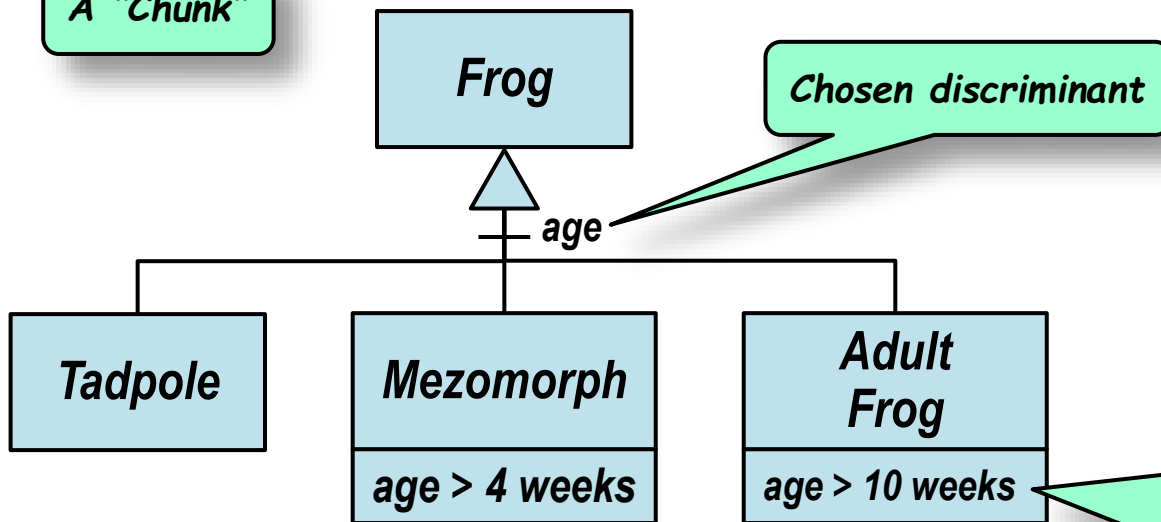 A "Chunk"
Frog
Chosen discriminant
age
Tadpole
Mezomorph
Adult
Frog
age > 4 weeks
age > 10 weeks